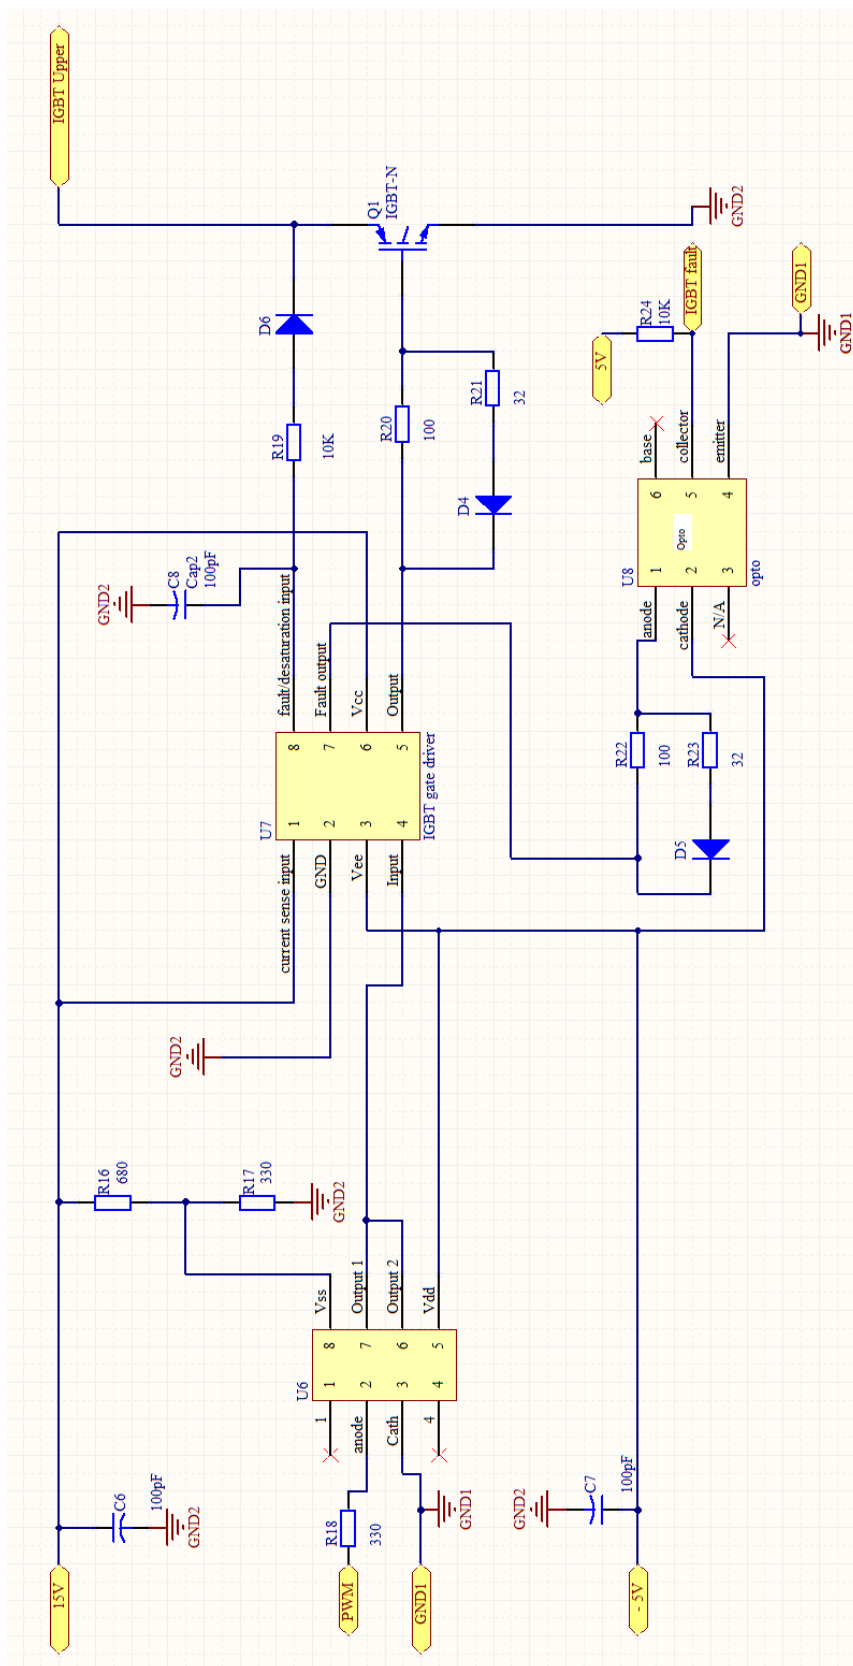 IGBT Upper
Q1
IGBT-N
GND2
D6
R19
10K
R20
100
R21
32
D4
5V
R24
10K
IGBT fault
GND1
GND1
base
collector
emitter
6
5
4
Opto
1
2
3
U8
opto
anode
cathode
N/A
GND2
C8
Cap2
100pF
fault/desaturation input
Fault output
Vcc
Output
8
7
6
5
U7
IGBT gate driver
1
2
3
4
current sense input
GND
Vee
Input
R22
100
R23
32
D5
GND2
R16
680
R17
330
GND2
Vss
Output 1
Output 2
Vdd
8
7
6
5
U6
1
2
3
4
1
anode
Cath
4
C6
100pF
GND2
R18
330
GND1
GND2
C7
100pF
15V
PWM
GND1
- 5V